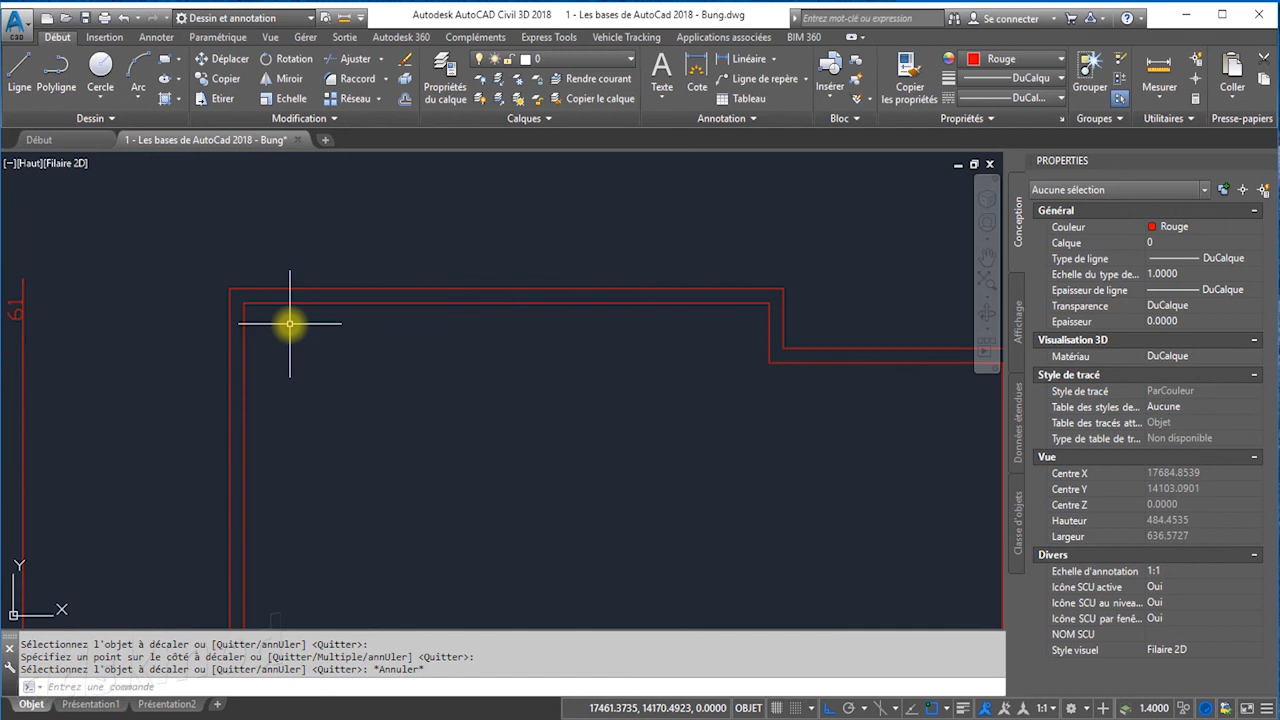 Dessin et annotation
Autodesk AutoCAD Civil 3D 2018 1 - Les bases de AutoCad 2018 - Bung.dwg
Entrez mot-clé ou expression
Se connecter
C3D
Début Insertion Annoter Paramétrique Vue Gérer Sortie Autodesk 360 Compléments Express Tools Vehicle Tracking Applications associées BIM 360
Ligne Polyligne Cercle Arc
Dessin
Déplacer Rotation Ajuster
Copier Miroir Raccord
Etirer Echelle Réseau
Modification
Propriétés du calque
0
Rendre courant
Copier le calque
Calques
Texte Cote
Linéaire
Ligne de repère
Tableau
Annotation
Insérer
Bloc
Copier les propriétés
Rouge
DuCalqu
DuCal...
Propriétés
Grouper
Groupes
Mesurer
Utilitaires
Coller
Presse-papiers
Début
1 - Les bases de AutoCad 2018 - Bung*
[−][Haut][Filaire 2D]
61
Y
X
PROPERTIES
Aucune sélection
Conception
Affichage
Données étendues
Classe d'objets
Général
Couleur Rouge
Calque 0
Type de ligne DuCalque
Echelle du type de... 1.0000
Epaisseur de ligne DuCalque
Transparence DuCalque
Epaisseur 0.0000
Visualisation 3D
Matériau DuCalque
Style de tracé
Style de tracé ParCouleur
Table des styles de... Aucune
Table des tracés att... Objet
Type de table de tr... Non disponible
Vue
Centre X 17684.8539
Centre Y 14103.0901
Centre Z 0.0000
Hauteur 484.4535
Largeur 636.5727
Divers
Echelle d'annotation 1:1
Icône SCU active Oui
Icône SCU au nivea... Oui
Icône SCU par fenê... Oui
NOM SCU
Style visuel Filaire 2D
Sélectionnez l'objet à décaler ou [Quitter/annUler] <Quitter>:
Spécifiez un point sur le côté à décaler ou [Quitter/Multiple/annUler] <Quitter>:
Sélectionnez l'objet à décaler ou [Quitter/annUler] <Quitter>: *Annuler*
Entrez une commande
Objet Présentation1 Présentation2
17461.3735, 14170.4923, 0.0000 OBJET
1:1
1.4000